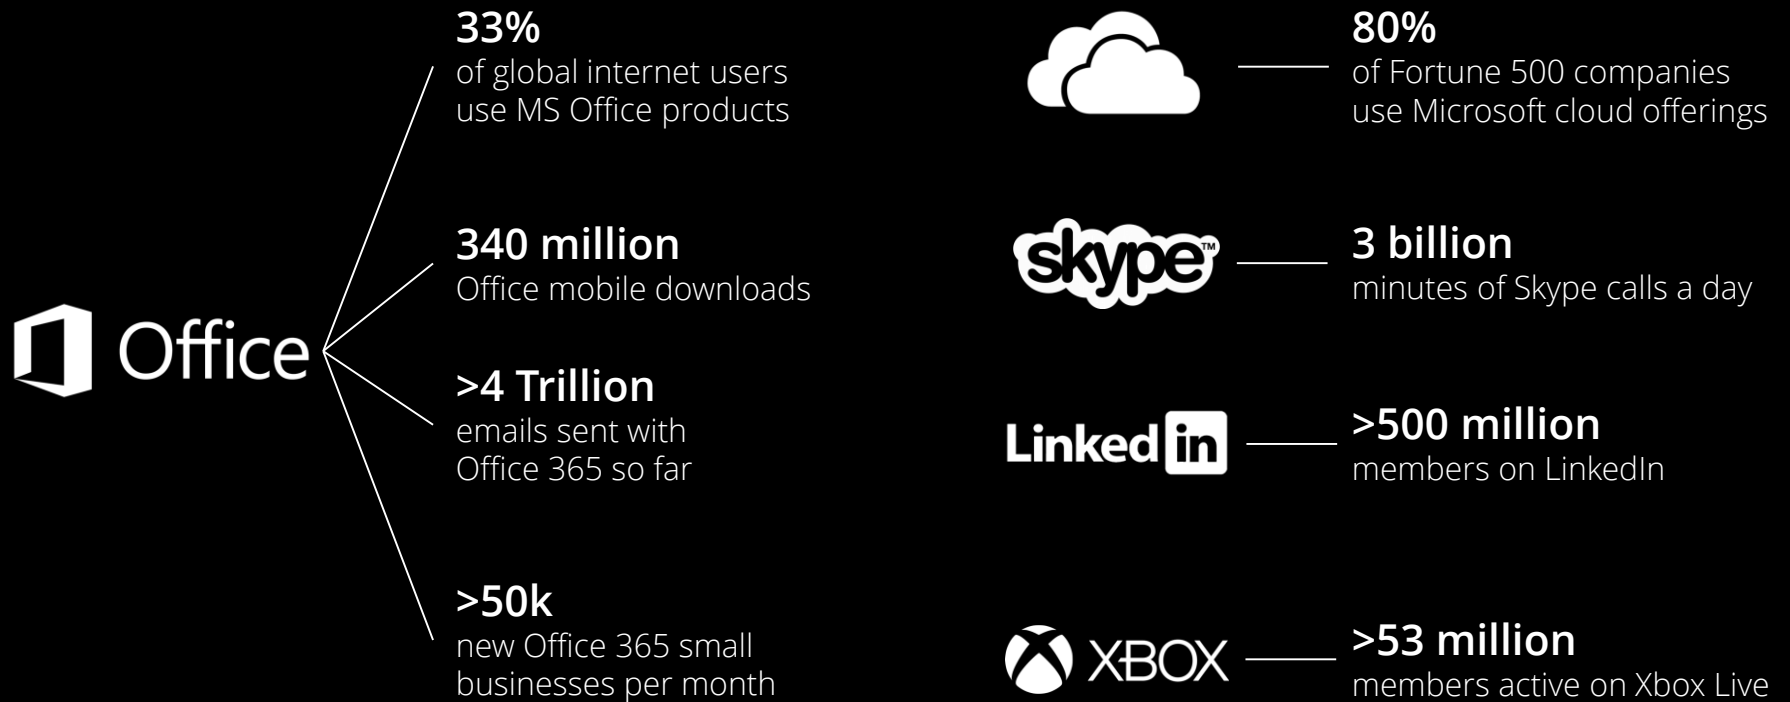 Office
33%
of global internet users
use MS Office products
340 million
Office mobile downloads
>4 Trillion
emails sent with
Office 365 so far
>50k
new Office 365 small
businesses per month
80%
of Fortune 500 companies
use Microsoft cloud offerings
skype™
3 billion
minutes of Skype calls a day
Linked in
>500 million
members on LinkedIn
XBOX
>53 million
members active on Xbox Live